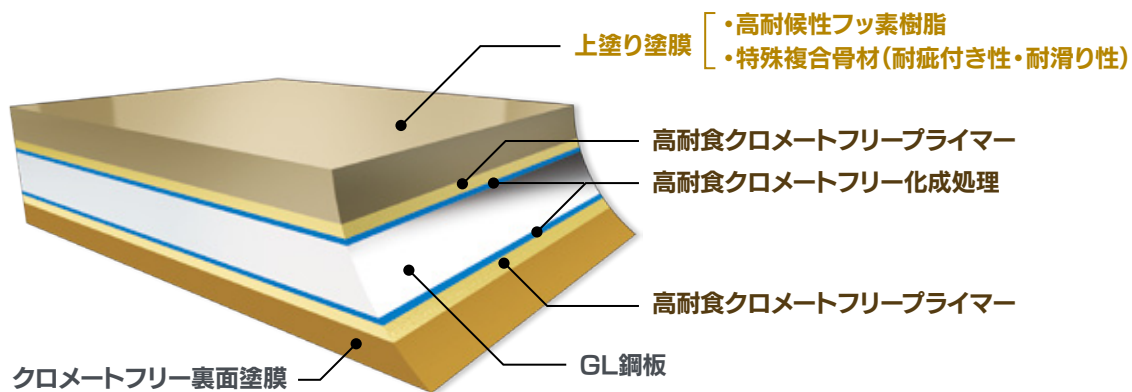 上塗り塗膜
・高耐候性フッ素樹脂
・特殊複合骨材(耐疵付き性・耐滑り性)
高耐食クロメートフリープライマー
高耐食クロメートフリー化成処理
高耐食クロメートフリープライマー
GL鋼板
クロメートフリー裏面塗膜